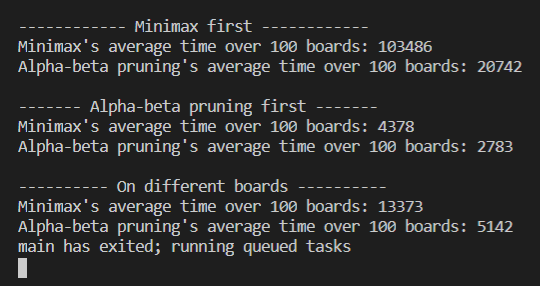 ------------ Minimax first ------------
Minimax's average time over 100 boards: 103486
Alpha-beta pruning's average time over 100 boards: 20742
------- Alpha-beta pruning first -------
Minimax's average time over 100 boards: 4378
Alpha-beta pruning's average time over 100 boards: 2783
---------- On different boards ----------
Minimax's average time over 100 boards: 13373
Alpha-beta pruning's average time over 100 boards: 5142
main has exited; running queued tasks